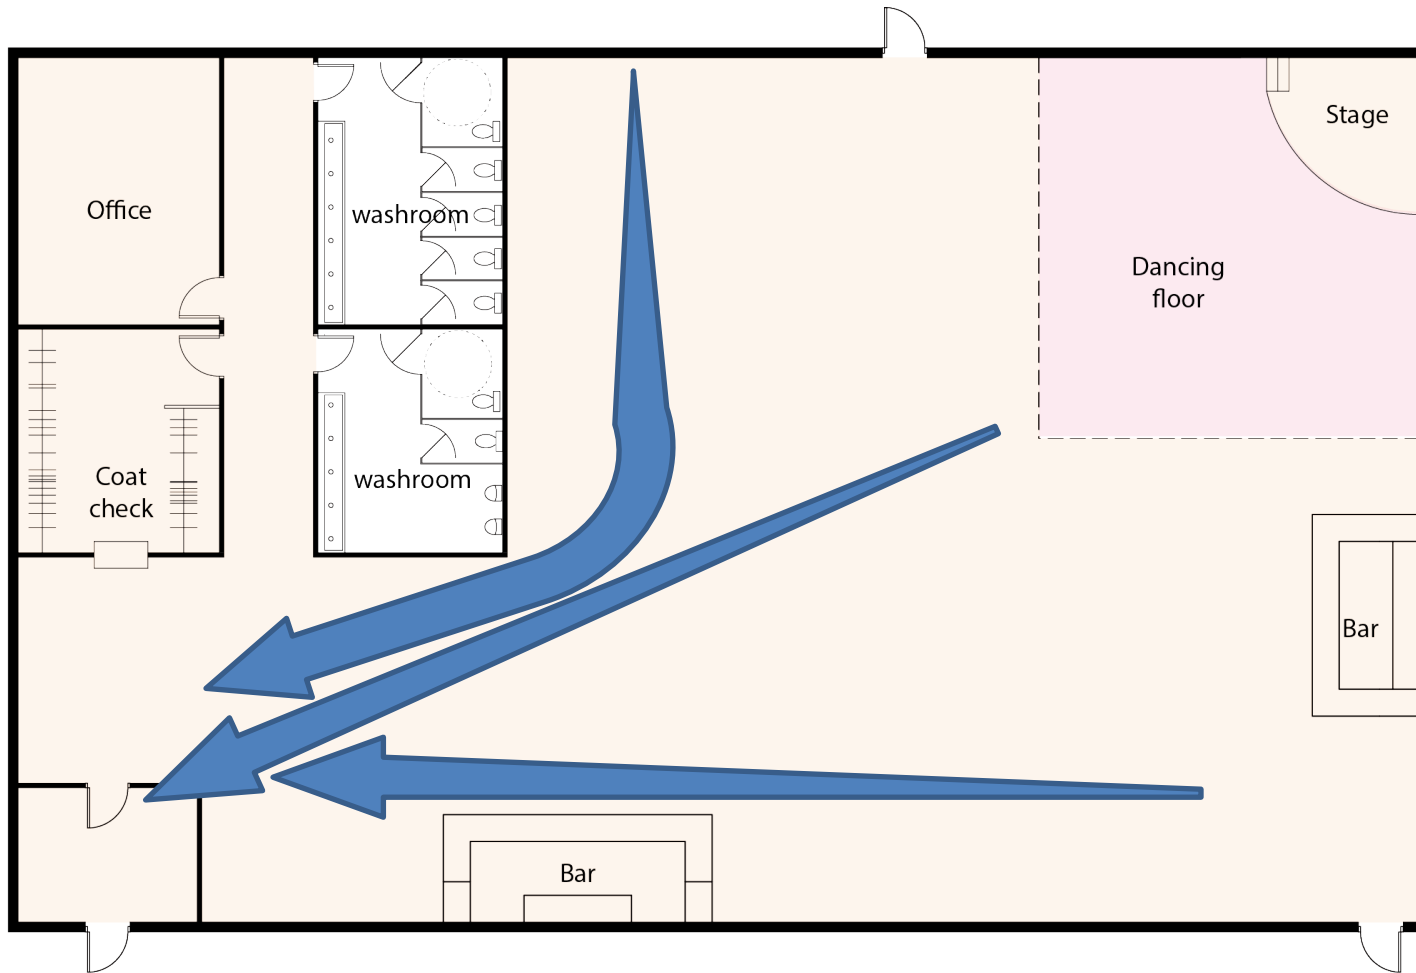 Stage
Office
washroom
Dancing
floor
Coat
check
washroom
Bar
Bar